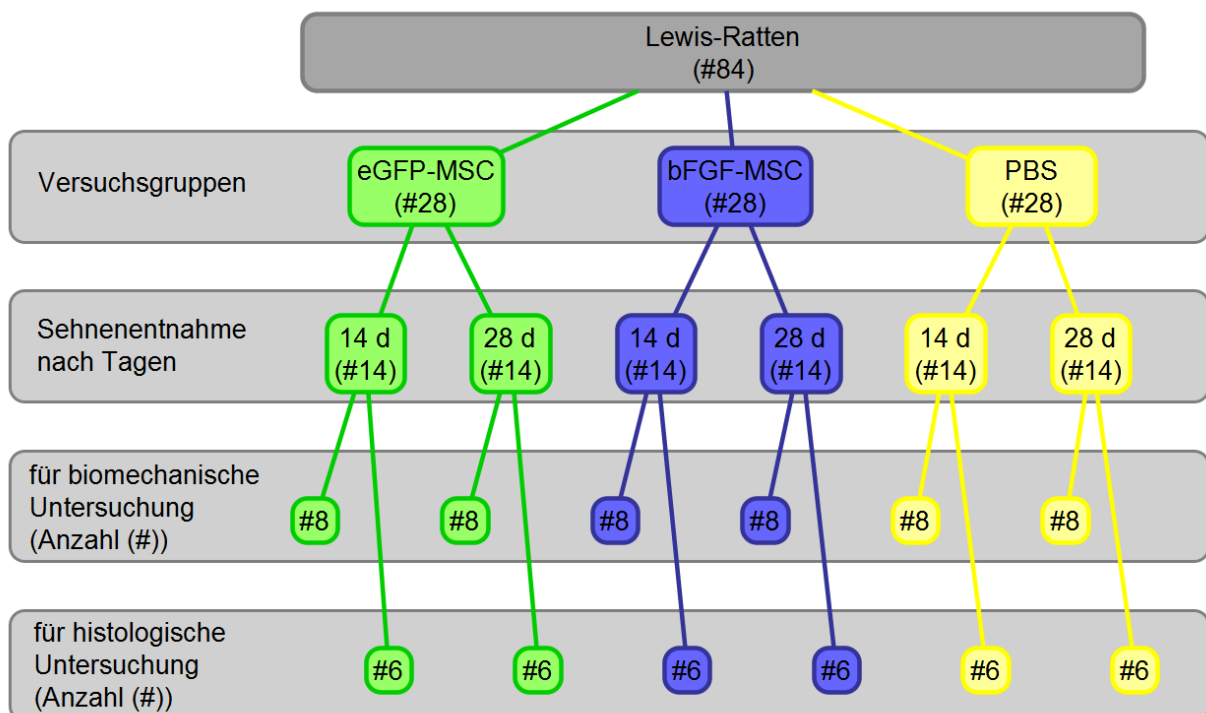 Lewis-Ratten
(#84)
Versuchsgruppen
eGFP-MSC
(#28)
bFGF-MSC
(#28)
PBS
(#28)
Sehnenentnahme
nach Tagen
14 d
(#14)
28 d
(#14)
14 d
(#14)
28 d
(#14)
14 d
(#14)
28 d
(#14)
für biomechanische
Untersuchung
(Anzahl (#))
#8
#8
#8
#8
#8
#8
für histologische
Untersuchung
(Anzahl (#))
#6
#6
#6
#6
#6
#6